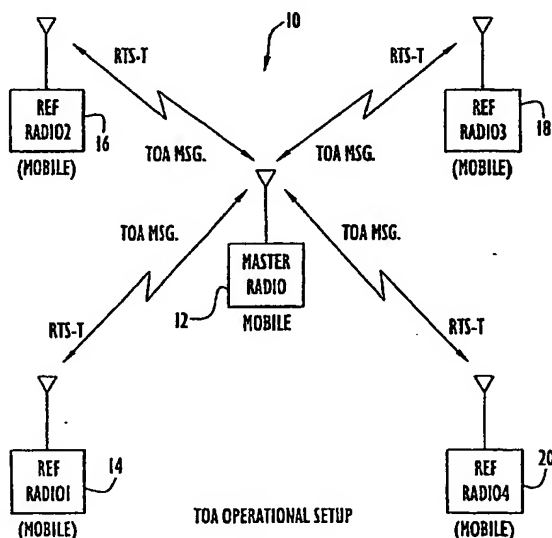 10
RTS-T
RTS-T
REF
RADIO2
16
(MOBILE)
REF
RADIO3
18
(MOBILE)
TOA MSG.
TOA MSG.
TOA MSG.
TOA MSG.
MASTER
RADIO
12
MOBILE
RTS-T
RTS-T
REF
RADIO1
14
(MOBILE)
REF
RADIO4
20
(MOBILE)
TOA OPERATIONAL SETUP